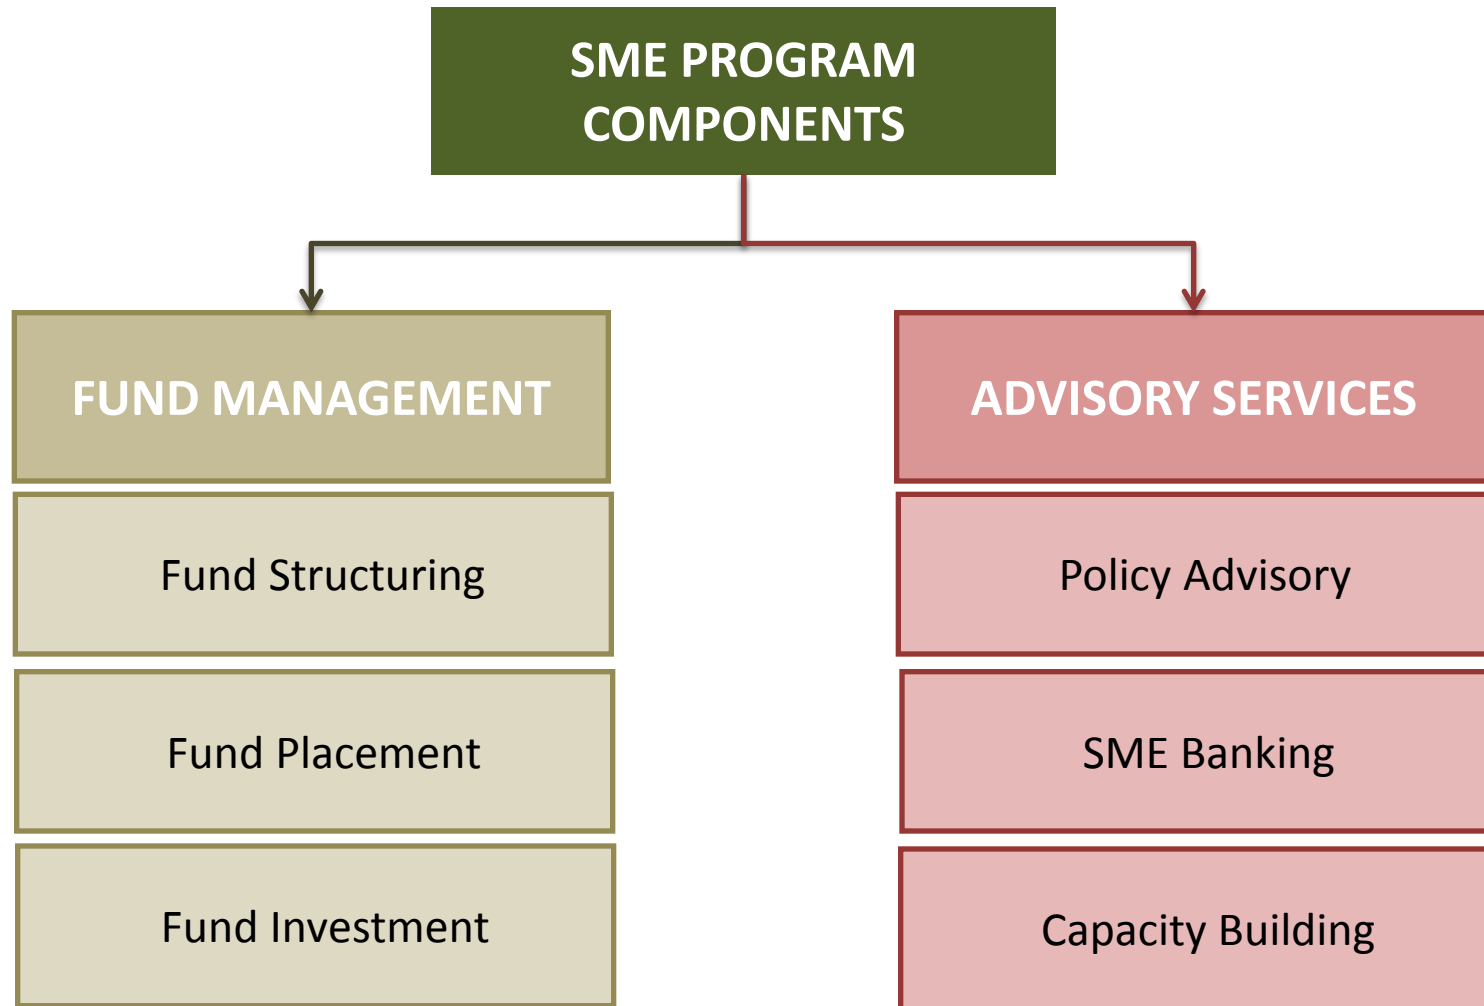 SME PROGRAM
COMPONENTS
FUND MANAGEMENT
Fund Structuring
Fund Placement
Fund Investment
ADVISORY SERVICES
Policy Advisory
SME Banking
Capacity Building